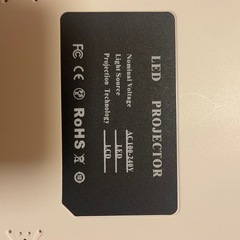 LED PROJECTOR
Nominal Voltage AC100-240V
Light Source LED
Projection Technology LCD
FC CE RoHS